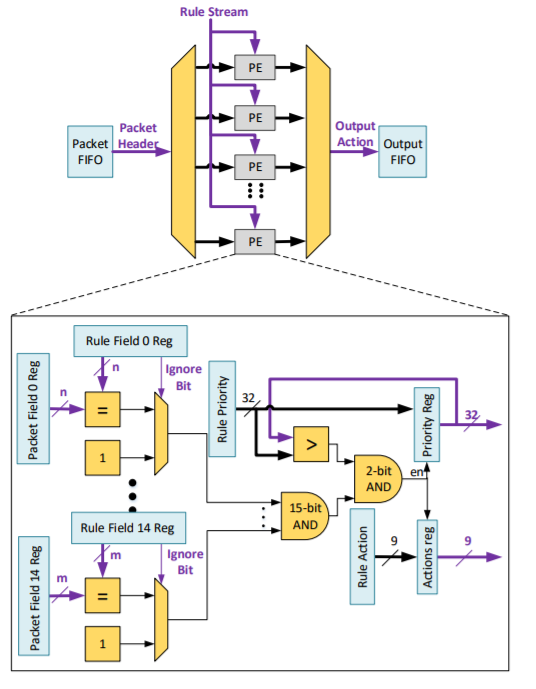 Rule Stream
PE
PE
Packet
Header
Packet
FIFO
Output
Action
Output
FIFO
PE
PE
Rule Field 0 Reg
Packet Field 0 Reg
n
n
Ignore
Bit
=
1
Rule Priority
32
Priority Reg
32
>
2-bit
AND
en
15-bit
AND
Rule Field 14 Reg
Packet Field 14 Reg
m
m
Ignore
Bit
=
1
Rule Action
9
Actions reg
9